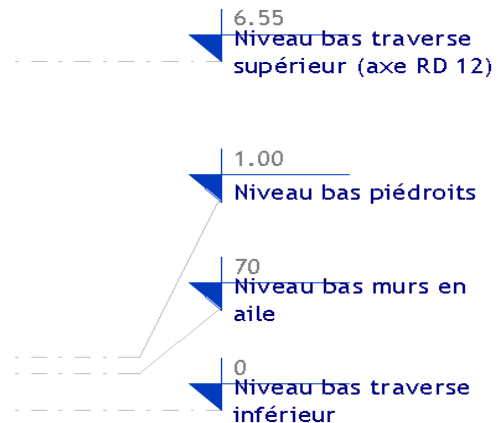 6.55
Niveau bas traverse
supérieur (axe RD 12)
1.00
Niveau bas piédroits
70
Niveau bas murs en
aile
0
Niveau bas traverse
inférieur